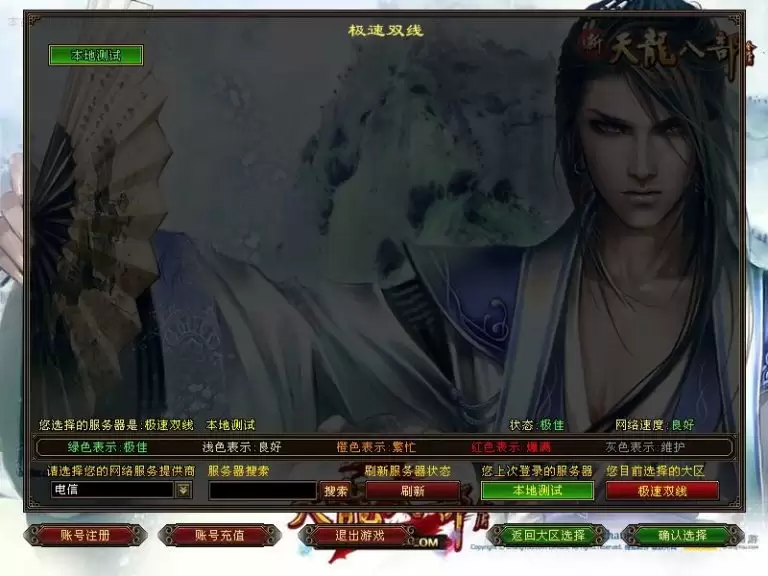 极速双线
新天龍八部
本地测试
您选择的服务器是:极速双线 本地测试 状态:极佳 网络速度:良好
绿色表示:极佳 浅色表示:良好 橙色表示:繁忙 红色表示:爆满 灰色表示:维护
请选择您的网络服务提供商 服务器搜索 刷新服务器状态 您上次登录的服务器 您目前选择的大区
电信 搜索 刷新 本地测试 极速双线
账号注册 账号充值 退出游戏 返回大区选择 确认选择
.COM